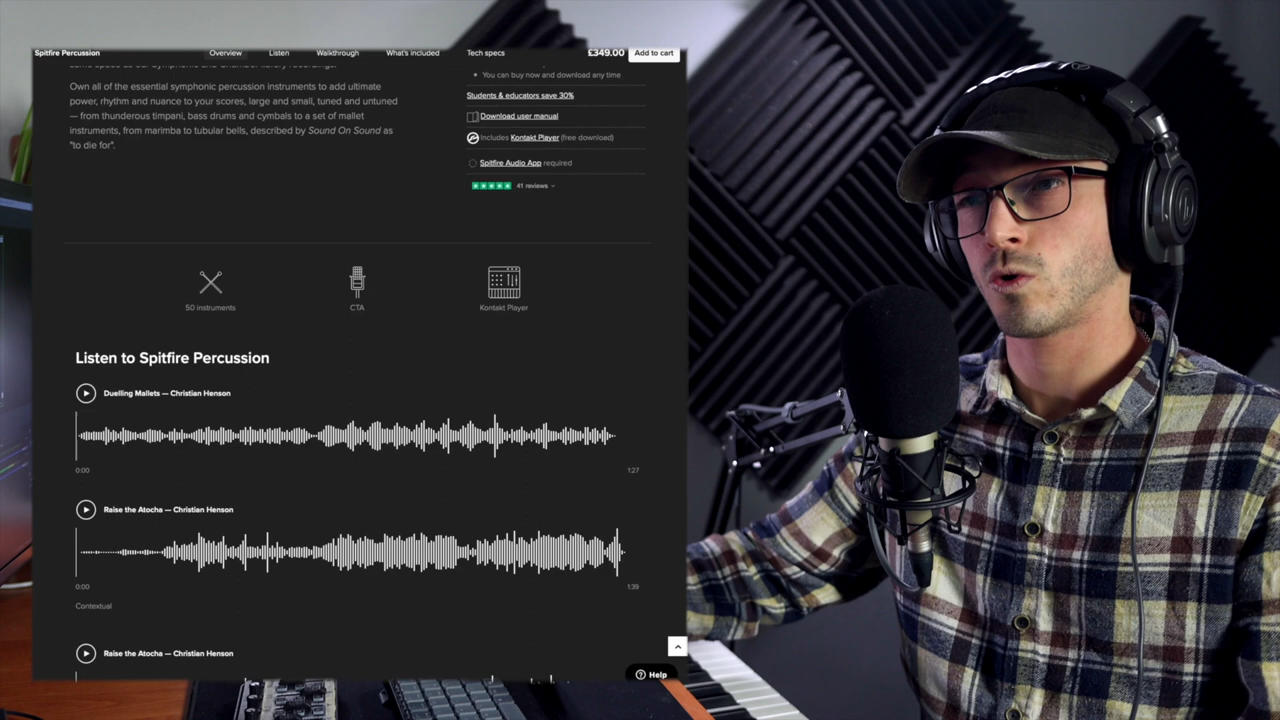 Spitfire Percussion
Overview
Listen
Walkthrough
What's included
Tech specs
£349.00
Add to cart
Own all of the essential symphonic percussion instruments to add ultimate
power, rhythm and nuance to your scores, large and small, tuned and untuned
— from thunderous timpani, bass drums and cymbals to a set of mallet
instruments, from marimba to tubular bells, described by Sound On Sound as
"to die for".
You can buy now and download any time
Students & educators save 30%
Download user manual
Includes Kontakt Player (free download)
Spitfire Audio App required
41 reviews
50 instruments
CTA
Kontakt Player
Listen to Spitfire Percussion
Duelling Mallets — Christian Henson
0:00
1:27
Raise the Atocha — Christian Henson
0:00
1:39
Contextual
Raise the Atocha — Christian Henson
Help